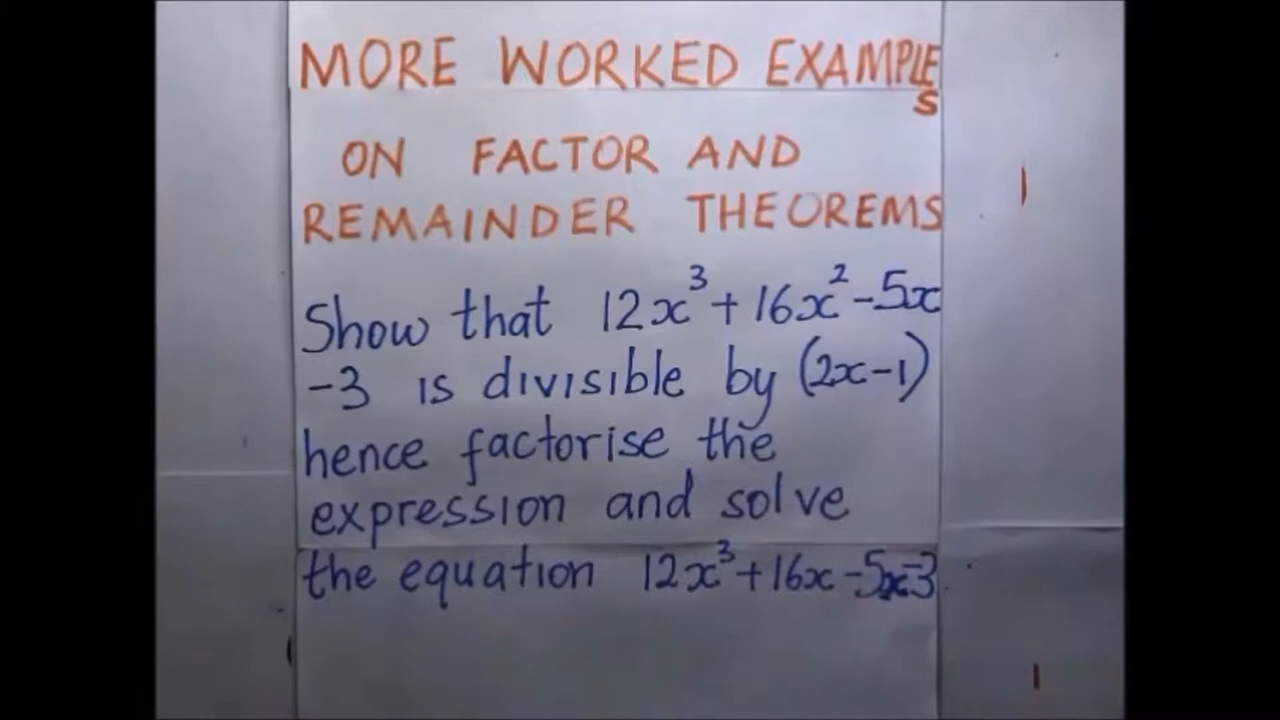 MORE WORKED EXAMPLE
S
ON FACTOR AND
REMAINDER THEOREMS
Show that 12x³ + 16x² - 5x
-3 is divisible by (2x-1)
hence factorise the
expression and solve
the equation 12x³ + 16x - 5x-3